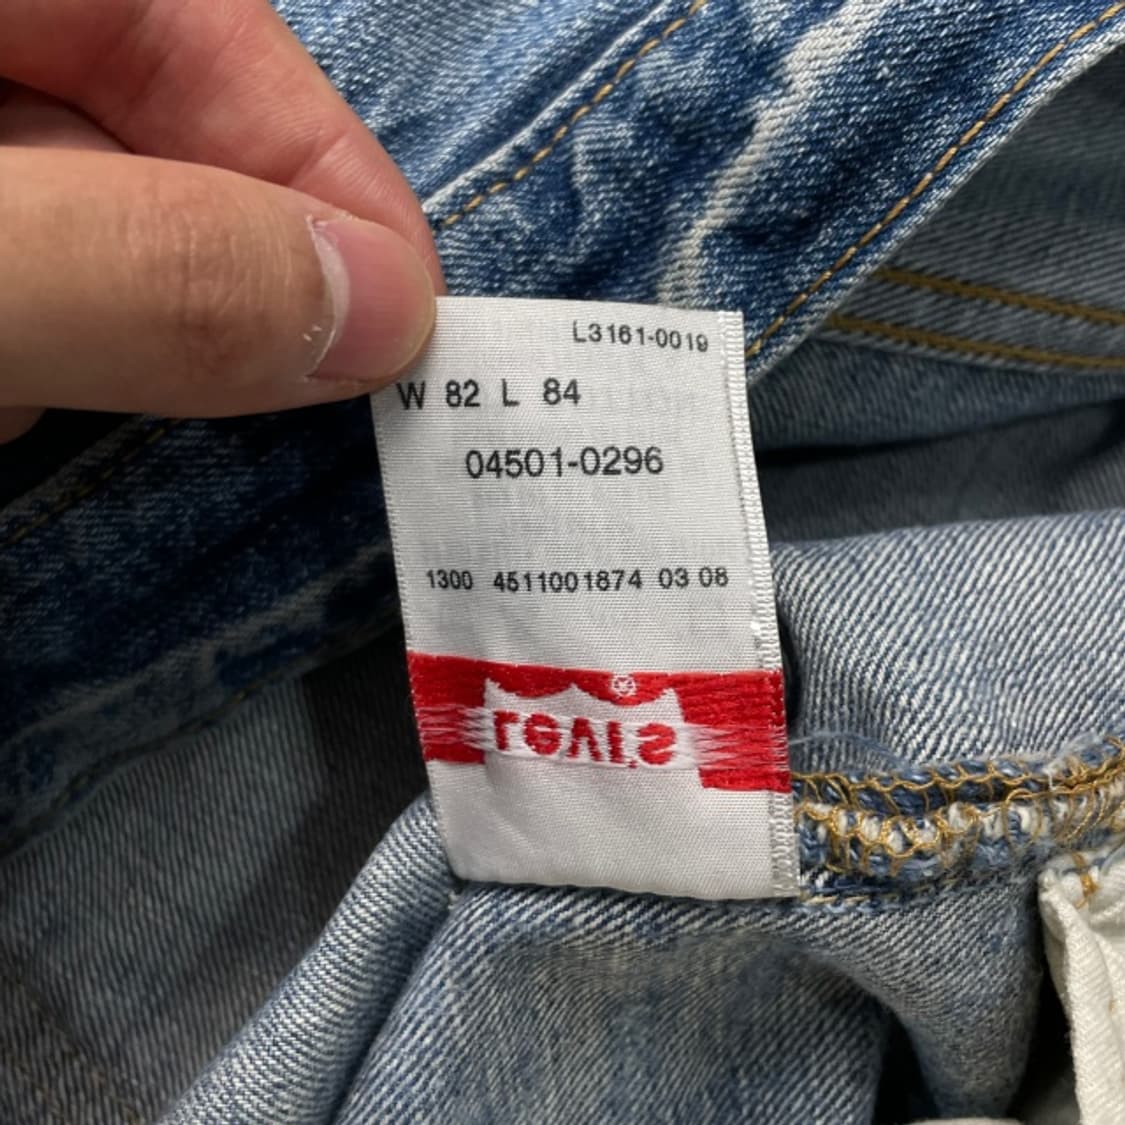 L3161-0019
W 82 L 84
04501-0296
1300 4511001874 03 08
Levi's ®